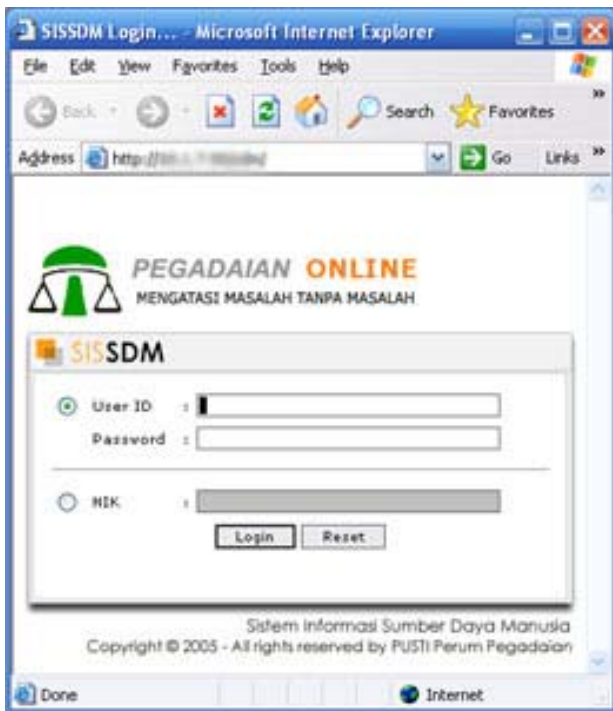 SISSDM Login... - Microsoft Internet Explorer
File Edit View Favorites Tools Help
Back Search Favorites »
Address http:// Go Links »
PEGADAIAN ONLINE
MENGATASI MASALAH TANPA MASALAH
SISSDM
User ID :
Password :
NIK :
Login Reset
Sistem Informasi Sumber Daya Manusia
Copyright © 2005 - All rights reserved by PUSTI Perum Pegadaian
Done Internet